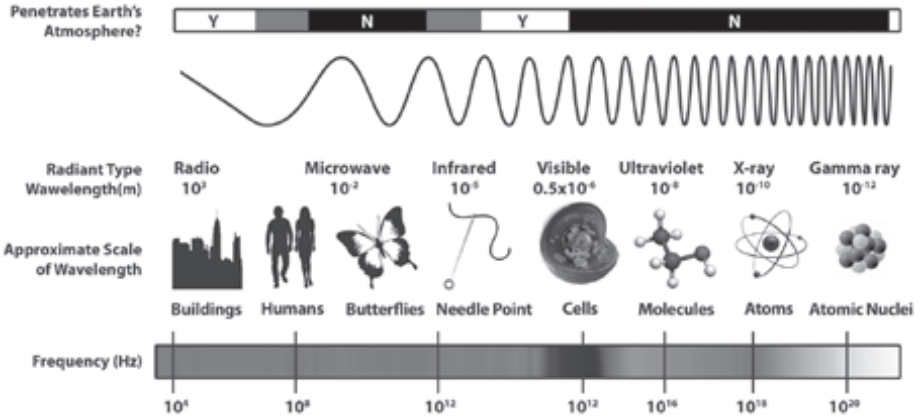 Penetrates Earth's
Atmosphere?
Y N Y N
Radiant Type
Wawelength(m)
Radio Microwave Infrared Visible Ultraviolet X-ray Gamma ray
10³ 10⁻² 10⁻⁵ 0.5x10⁻⁶ 10⁻⁸ 10⁻¹⁰ 10⁻¹²
Approximate Scale
of Wavelength
Buildings Humans Butterflies Needle Point Cells Molecules Atoms Atomic Nuclei
Frequency (Hz)
10⁴ 10⁸ 10¹² 10¹² 10¹⁶ 10¹⁸ 10²⁰